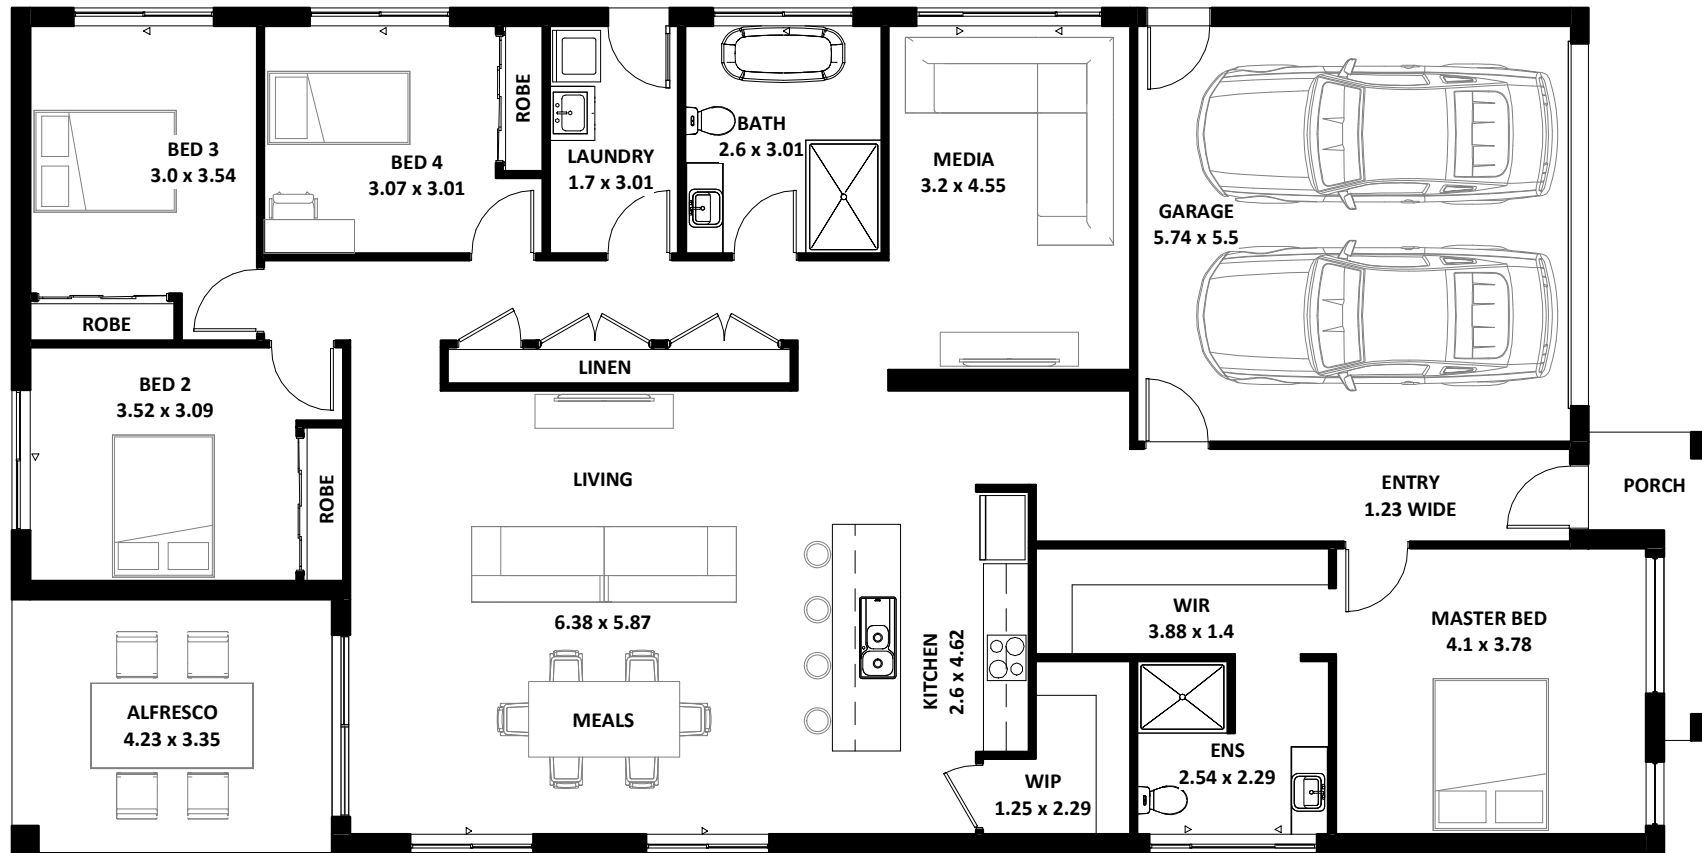 BED 3
3.0 x 3.54
BED 4
3.07 x 3.01
ROBE
LAUNDRY
1.7 x 3.01
BATH
2.6 x 3.01
MEDIA
3.2 x 4.55
GARAGE
5.74 x 5.5
ROBE
LINEN
BED 2
3.52 x 3.09
ROBE
LIVING
6.38 x 5.87
ENTRY
1.23 WIDE
PORCH
WIR
3.88 x 1.4
MASTER BED
4.1 x 3.78
KITCHEN
2.6 x 4.62
ALFRESCO
4.23 x 3.35
MEALS
WIP
1.25 x 2.29
ENS
2.54 x 2.29